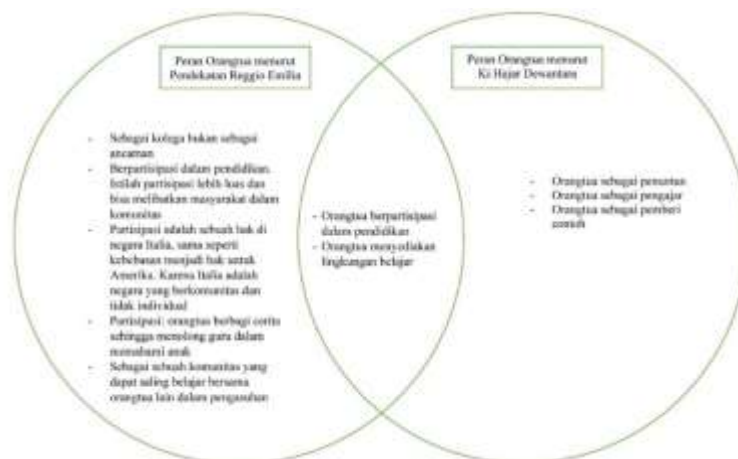 Peran Orangtua menurut
Pendekatan Reggio Emilia
- Sebagai kolega bukan sebagai
ancaman
- Berpartisipasi dalam pendidikan.
Istilah partisipasi lebih luas dan
bisa melibatkan masyarakat dalam
komunitas
- Partisipasi adalah sebuah hak di
negara Italia, sama seperti
kebebasan menjadi hak untuk
Amerika. Karena Italia adalah
negara yang berkomunitas dan
tidak individual
- Partisipasi: orangtua berbagi cerita
sehingga menolong guru dalam
memahami anak
- Sebagai sebuah komunitas yang
dapat saling belajar bersama
orangtua lain dalam pengasuhan
- Orangtua berpartisipasi
dalam pendidikan
- Orangtua menyediakan
lingkungan belajar
Peran Orangtua menurut
Ki Hajar Dewantara
- Orangtua sebagai penuntun
- Orangtua sebagai pengajar
- Orangtua sebagai pemberi
contoh